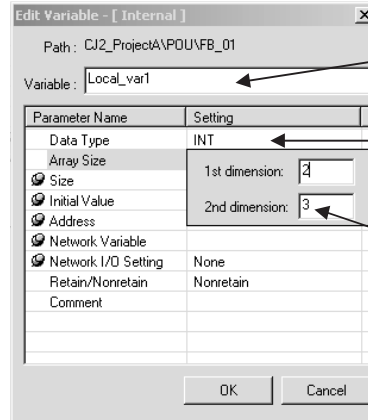 Edit Variable - [ Internal ]
Path : CJ2_ProjectA\POU\FB_01
Variable : Local_var1
Parameter Name Setting
Data Type INT
Array Size
1st dimension: 2
Size
Initial Value
2nd dimension: 3
Address
Network Variable
Network I/O Setting None
Retain/Nonretain Nonretain
Comment
OK Cancel